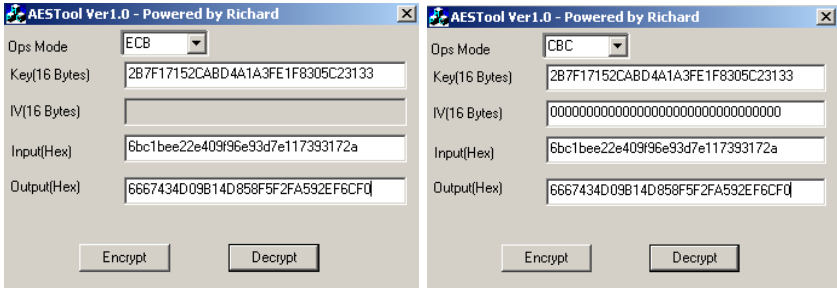 AESTool Ver1.0 - Powered by Richard
Ops Mode ECB
Key(16 Bytes) 2B7F17152CABD4A1A3FE1F8305C23133
IV(16 Bytes)
Input(Hex) 6bc1bee22e409f96e93d7e117393172a
Output(Hex) 6667434D09B14D858F5F2FA592EF6CF0
Encrypt Decrypt
AESTool Ver1.0 - Powered by Richard
Ops Mode CBC
Key(16 Bytes) 2B7F17152CABD4A1A3FE1F8305C23133
IV(16 Bytes) 00000000000000000000000000000000
Input(Hex) 6bc1bee22e409f96e93d7e117393172a
Output(Hex) 6667434D09B14D858F5F2FA592EF6CF0
Encrypt Decrypt